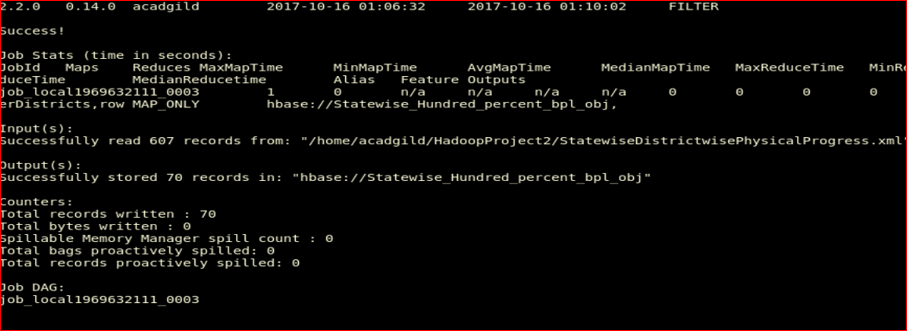 2.2.0 0.14.0 acadgild 2017-10-16 01:06:32 2017-10-16 01:10:02 FILTER
Success!
Job Stats (time in seconds):
JobId Maps Reduces MaxMapTime MinMapTime AvgMapTime MedianMapTime MaxReduceTime MinRe
duceTime MedianReducetime Alias Feature Outputs
job_local1969632111_0003 1 0 n/a n/a n/a n/a 0 0 0 0
erDistricts,row MAP_ONLY hbase://Statewise_Hundred_percent_bpl_obj,
Input(s):
Successfully read 607 records from: "/home/acadgild/HadoopProject2/StatewiseDistrictwisePhysicalProgress.xml"
Output(s):
Successfully stored 70 records in: "hbase://Statewise_Hundred_percent_bpl_obj"
Counters:
Total records written : 70
Total bytes written : 0
Spillable Memory Manager spill count : 0
Total bags proactively spilled: 0
Total records proactively spilled: 0
Job DAG:
job_local1969632111_0003